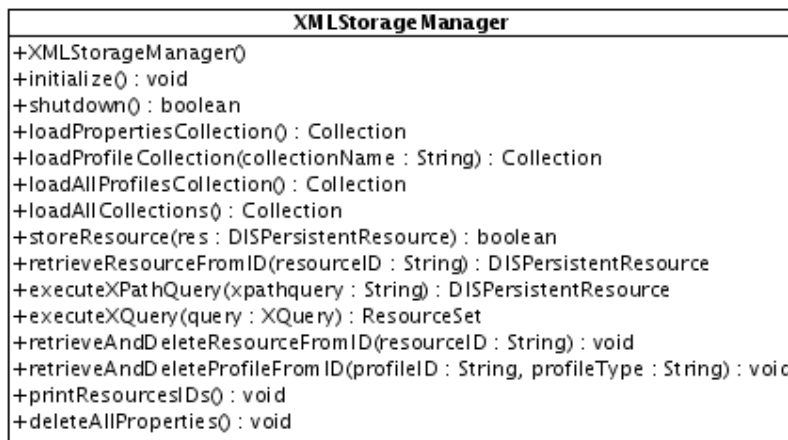 XMLStorageManager
+XMLStorageManager()
+initialize() : void
+shutdown() : boolean
+loadPropertiesCollection() : Collection
+loadProfileCollection(collectionName : String) : Collection
+loadAllProfilesCollection() : Collection
+loadAllCollections() : Collection
+storeResource(res : DISPersistentResource) : boolean
+retrieveResourceFromID(resourceID : String) : DISPersistentResource
+executeXPathQuery(xpathquery : String) : DISPersistentResource
+executeXQuery(query : XQuery) : ResourceSet
+retrieveAndDeleteResourceFromID(resourceID : String) : void
+retrieveAndDeleteProfileFromID(profileID : String, profileType : String) : void
+printResourcesIDs() : void
+deleteAllProperties() : void